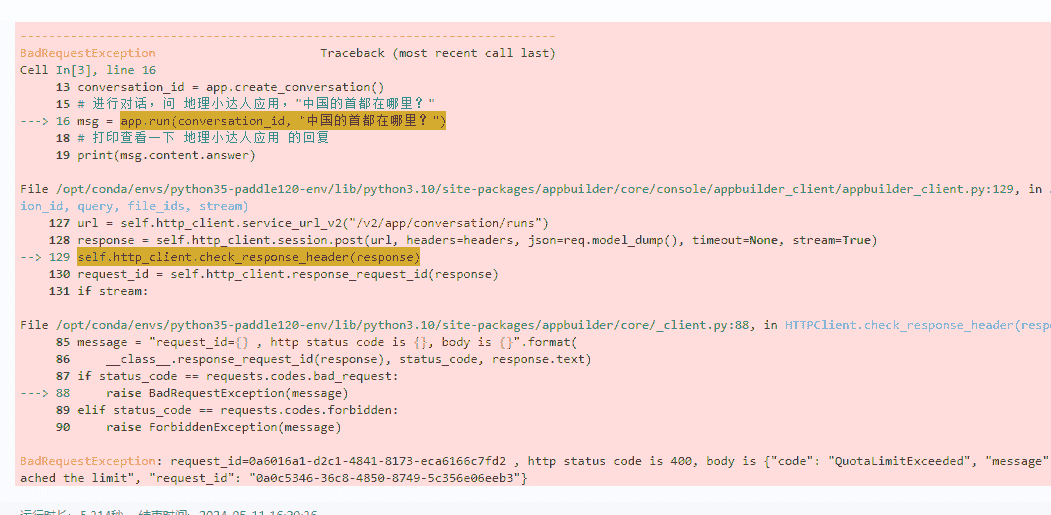 ---------------------------------------------------------------------------
BadRequestException                       Traceback (most recent call last)
Cell In[3], line 16
     13 conversation_id = app.create_conversation()
     15 # 进行对话，问 地理小达人应用，"中国的首都在哪里？"
---> 16 msg = app.run(conversation_id, "中国的首都在哪里？")
     18 # 打印查看一下 地理小达人应用 的回复
     19 print(msg.content.answer)
File /opt/conda/envs/python35-paddle120-env/lib/python3.10/site-packages/appbuilder/core/console/appbuilder_client/appbuilder_client.py:129, in
ion_id, query, file_ids, stream)
    127 url = self.http_client.service_url_v2("/v2/app/conversation/runs")
    128 response = self.http_client.session.post(url, headers=headers, json=req.model_dump(), timeout=None, stream=True)
--> 129 self.http_client.check_response_header(response)
    130 request_id = self.http_client.response_request_id(response)
    131 if stream:
File /opt/conda/envs/python35-paddle120-env/lib/python3.10/site-packages/appbuilder/core/_client.py:88, in HTTPClient.check_response_header(resp
     85 message = "request_id={} , http status code is {}, body is {}".format(
     86     __class__.response_request_id(response), status_code, response.text)
     87 if status_code == requests.codes.bad_request:
---> 88     raise BadRequestException(message)
     89 elif status_code == requests.codes.forbidden:
     90     raise ForbiddenException(message)
BadRequestException: request_id=0a6016a1-d2c1-4841-8173-eca6166c7fd2 , http status code is 400, body is {"code": "QuotaLimitExceeded", "message"
ached the limit", "request_id": "0a0c5346-36c8-4850-8749-5c356e06eeb3"}